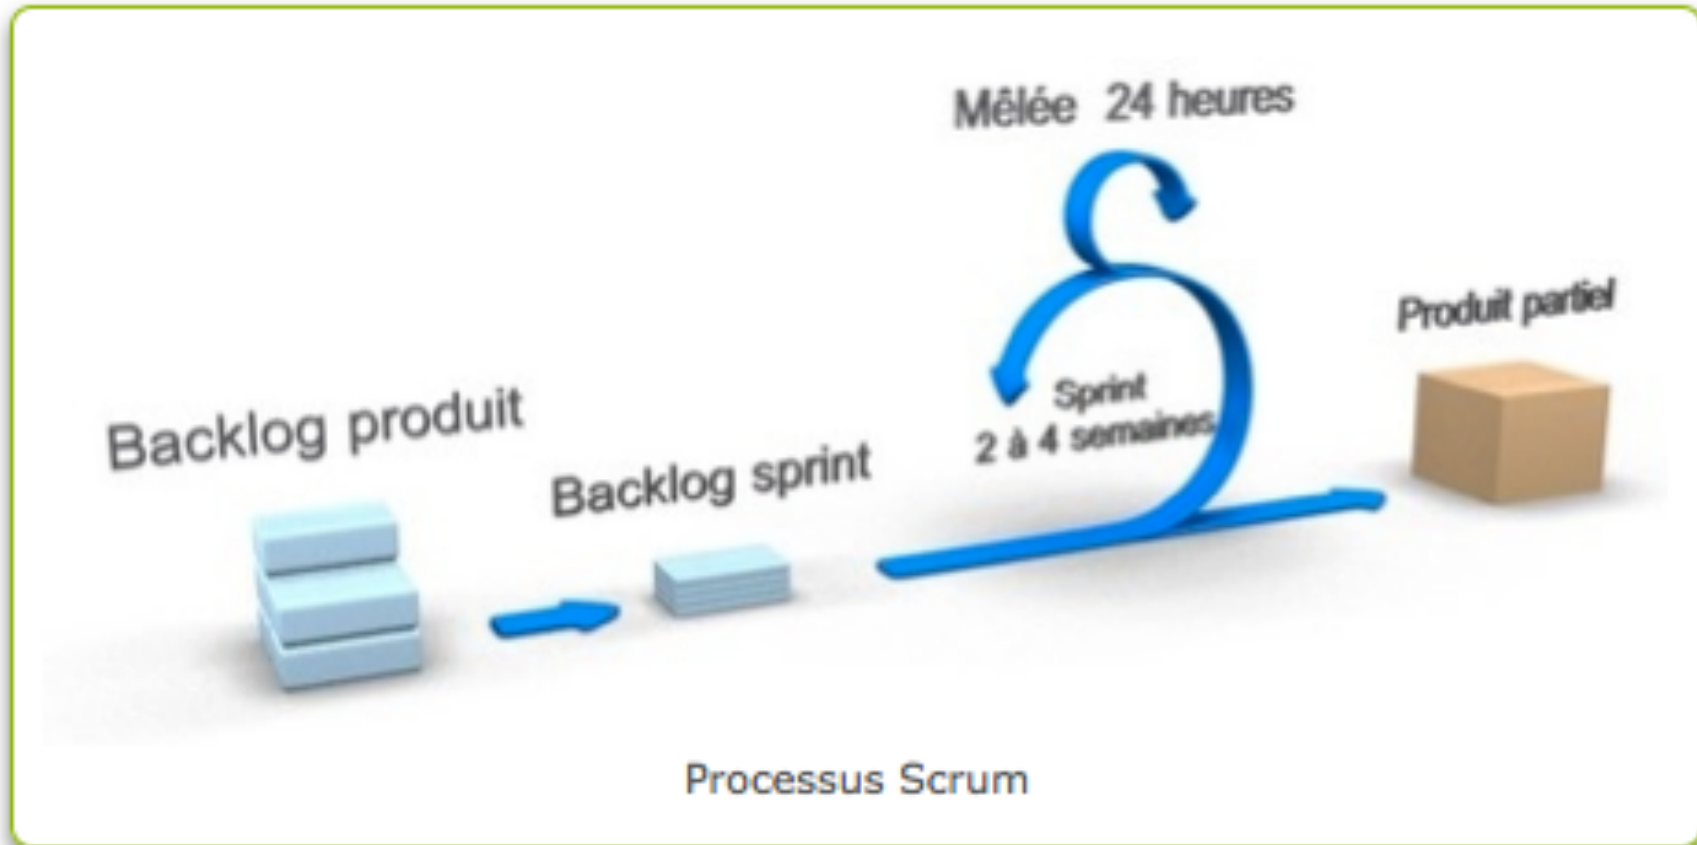 Mêlée 24 heures
Produit partiel
Sprint
2 à 4 semaines
Backlog produit
Backlog sprint
Processus Scrum